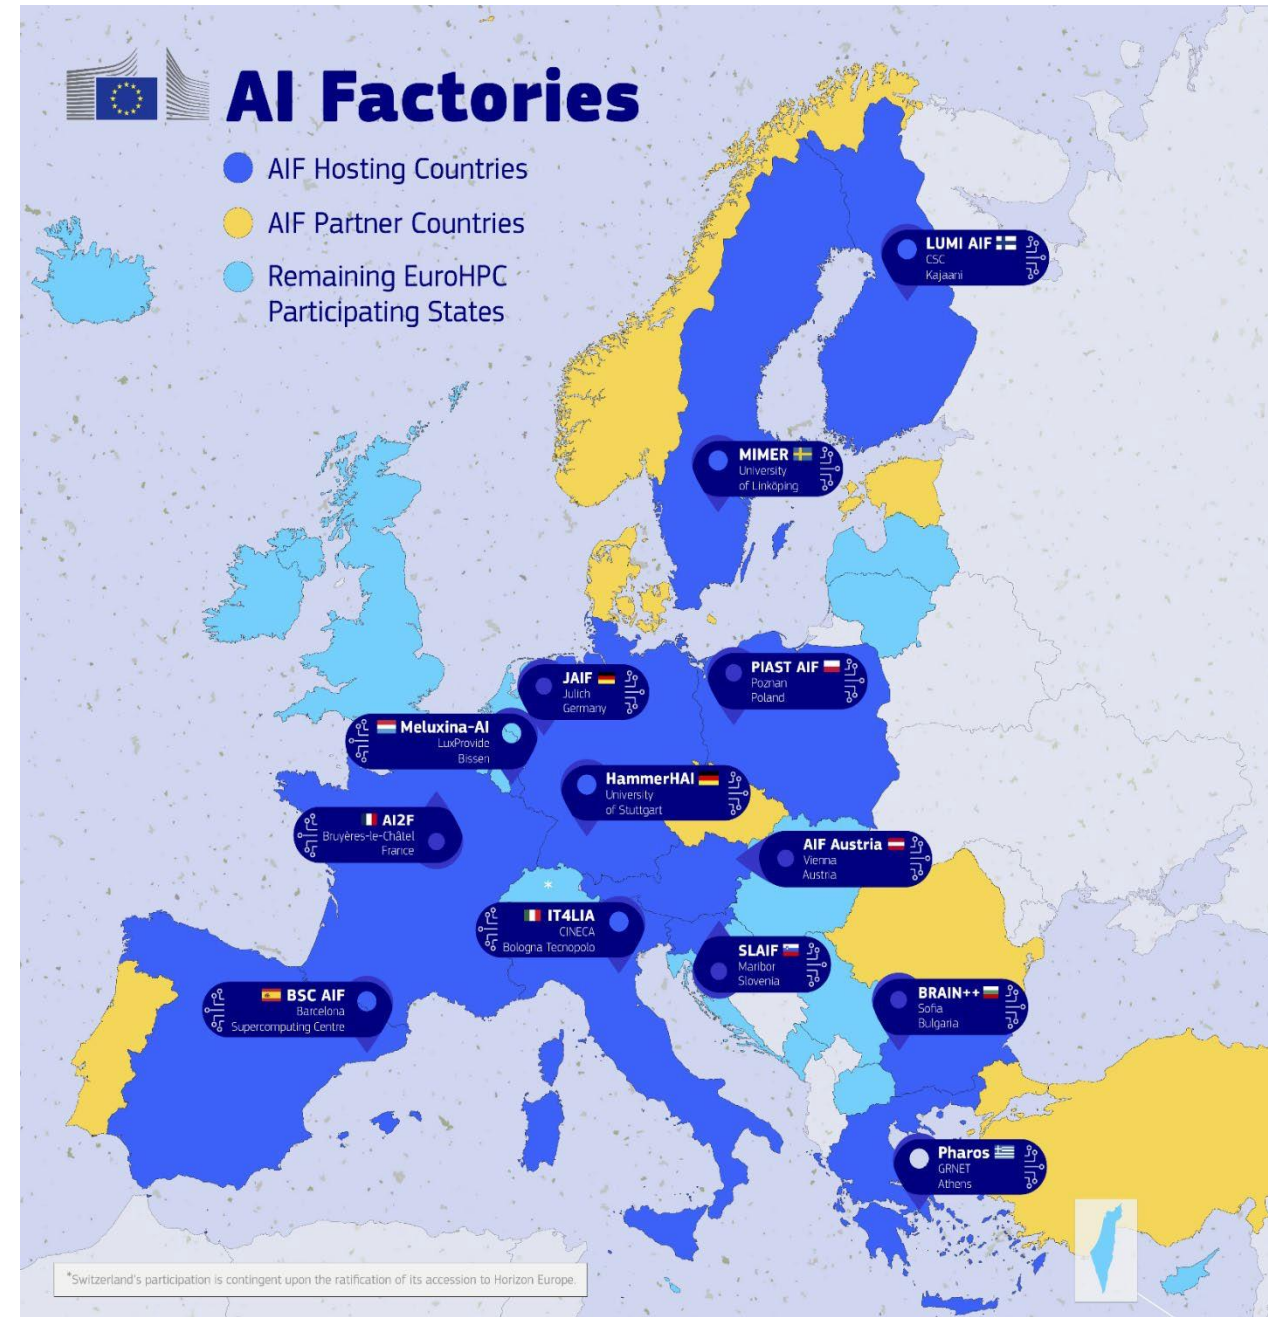 AI Factories
AIF Hosting Countries
AIF Partner Countries
Remaining EuroHPC
Participating States
LUMI AIF
CSC
Kajaani
MIMER
University
of Linköping
JAIF
Julich
Germany
PIAST AIF
Poznan
Poland
Meluxina-AI
LuxProvide
Bissen
HammerHAI
University
of Stuttgart
AI2F
Bruyères-le-Châtel
France
AIF Austria
Vienna
Austria
*
IT4LIA
CINECA
Bologna Tecnopolo
SLAIF
Maribor
Slovenia
BSC AIF
Barcelona
Supercomputing Centre
BRAIN++
Sofia
Bulgaria
Pharos
GRNET
Athens
*Switzerland's participation is contingent upon the ratification of its accession to Horizon Europe.